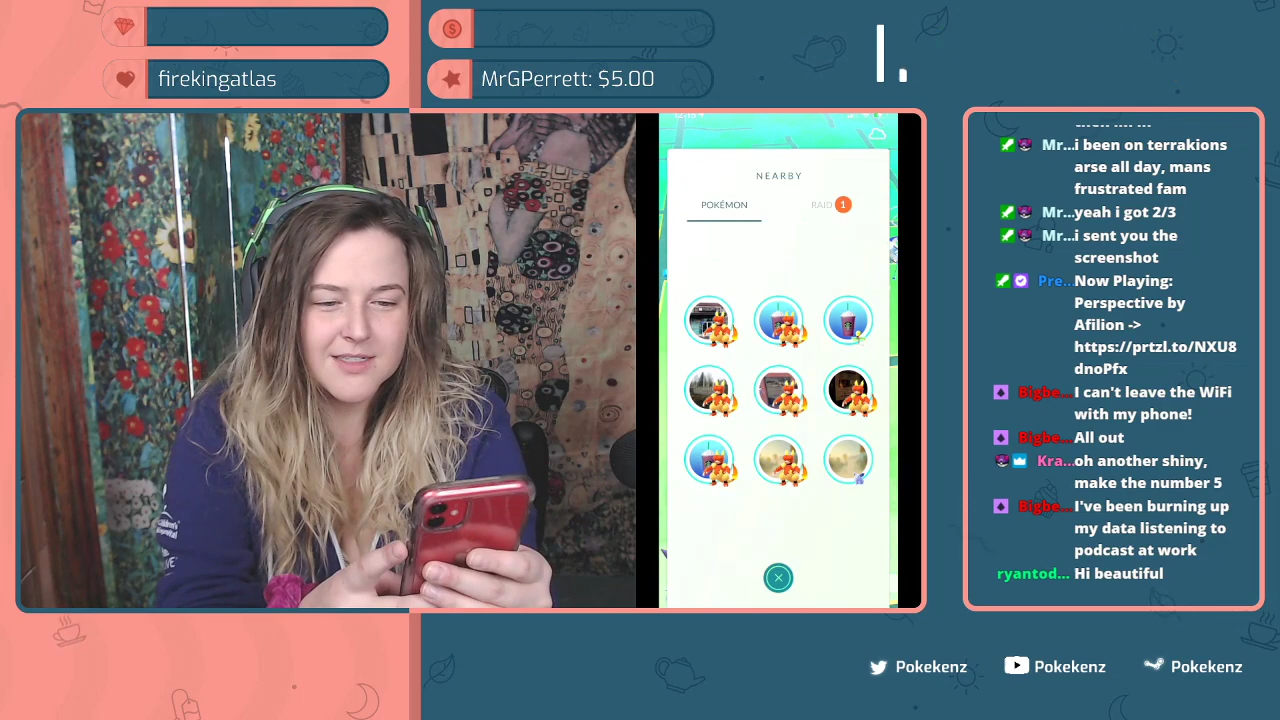 firekingatlas
MrGPerrett: $5.00
I.
NEARBY
POKÉMON
RAID 1
Mr...i been on terrakions
arse all day, mans
frustrated fam
Mr...yeah i got 2/3
Mr...i sent you the
screenshot
Pre...Now Playing:
Perspective by
Afilion ->
https://prtzl.to/NXU8
dnoPfx
Bigbe...I can't leave the WiFi
with my phone!
Bigbe...All out
Kra...oh another shiny,
make the number 5
Bigbe...I've been burning up
my data listening to
podcast at work
ryantod... Hi beautiful
Pokekenz
Pokekenz
Pokekenz